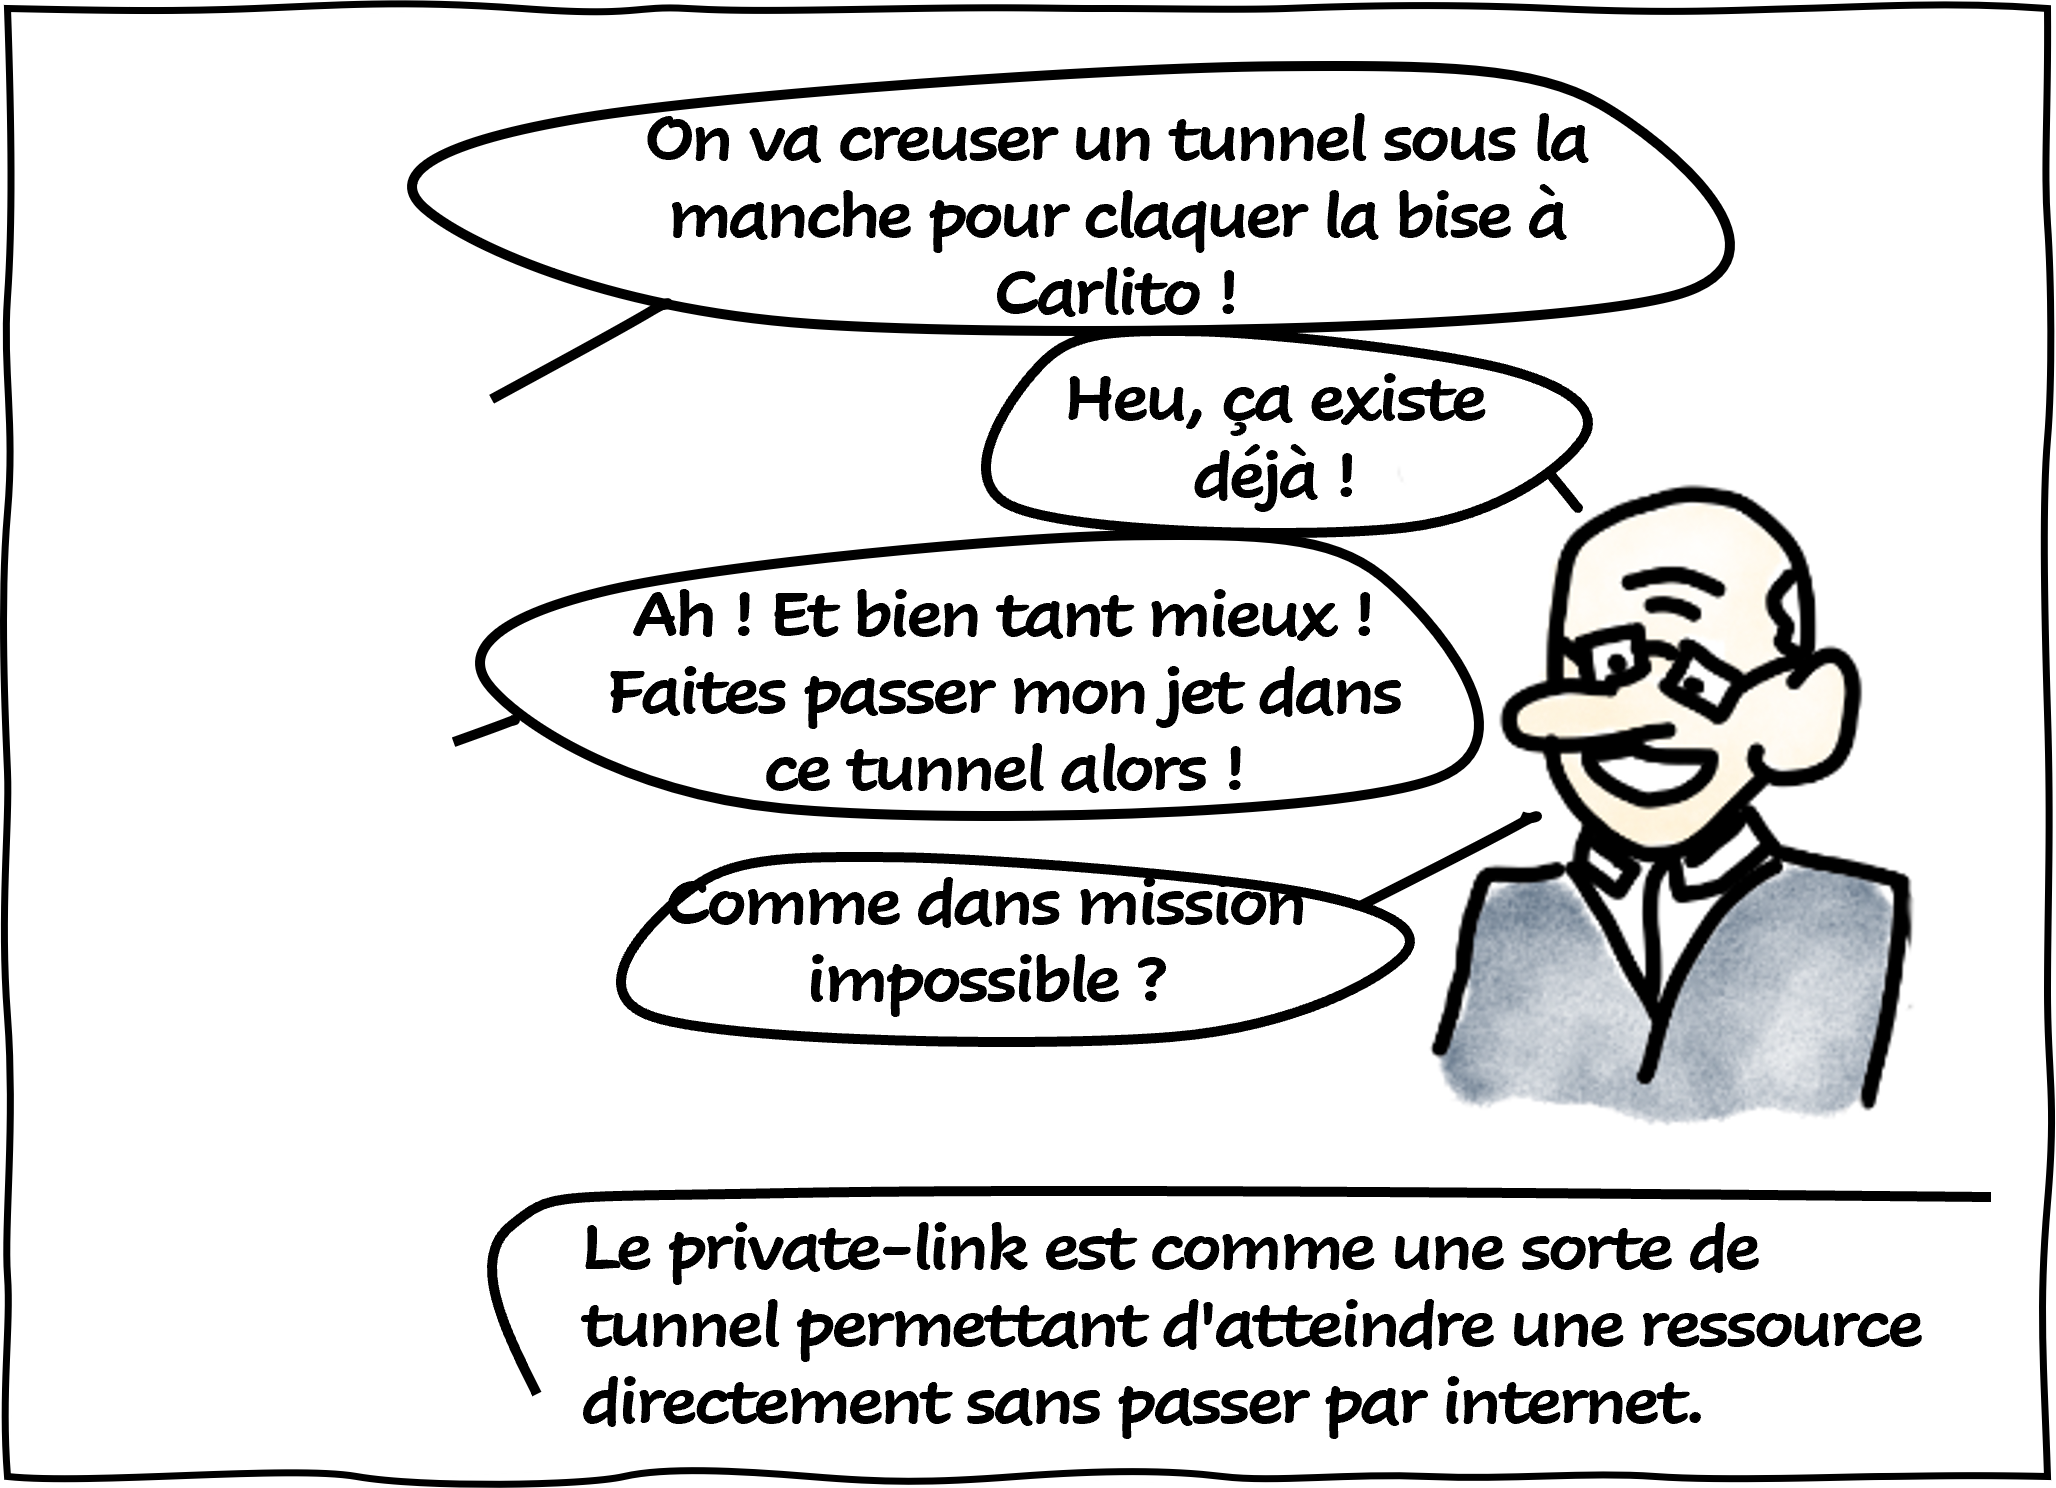 On va creuser un tunnel sous la
manche pour claquer la bise à
Carlito !
Heu, ça existe
déjà !
Ah ! Et bien tant mieux !
Faites passer mon jet dans
ce tunnel alors !
Comme dans mission
impossible ?
Le private-link est comme une sorte de
tunnel permettant d'atteindre une ressource
directement sans passer par internet.